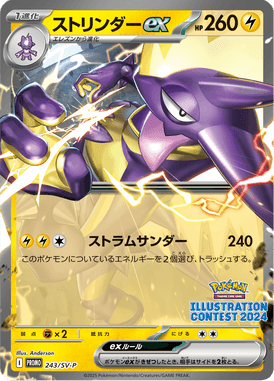 1進化
ストリンダーex
HP260
エレズンから進化
ストラムサンダー 240
このポケモンについているエネルギーを2個選び、トラッシュする。
Pokémon
TRADING CARD GAME
ILLUSTRATION
CONTEST 2024
Illus. Anderson
弱点 ×2 抵抗力 にげる
I PROMO 243/SV-P
exルール
ポケモンexがきぜつしたとき、相手はサイドを2枚とる。
©2025 Pokémon/Nintendo/Creatures/GAME FREAK.